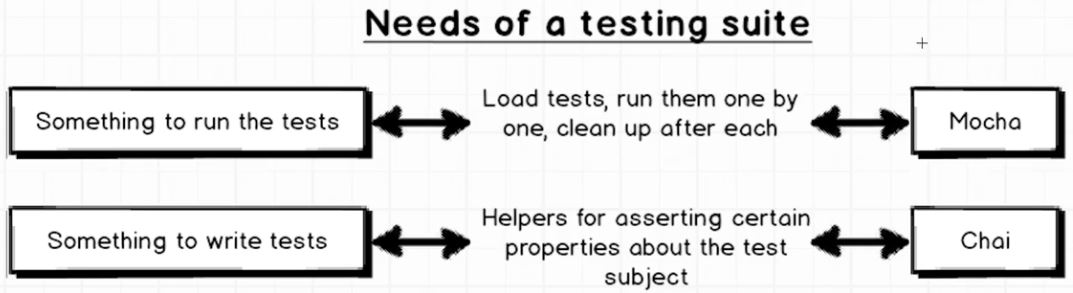 Needs of a testing suite
Something to run the tests
Load tests, run them one by
one, clean up after each
Mocha
Something to write tests
Helpers for asserting certain
properties about the test
subject
Chai